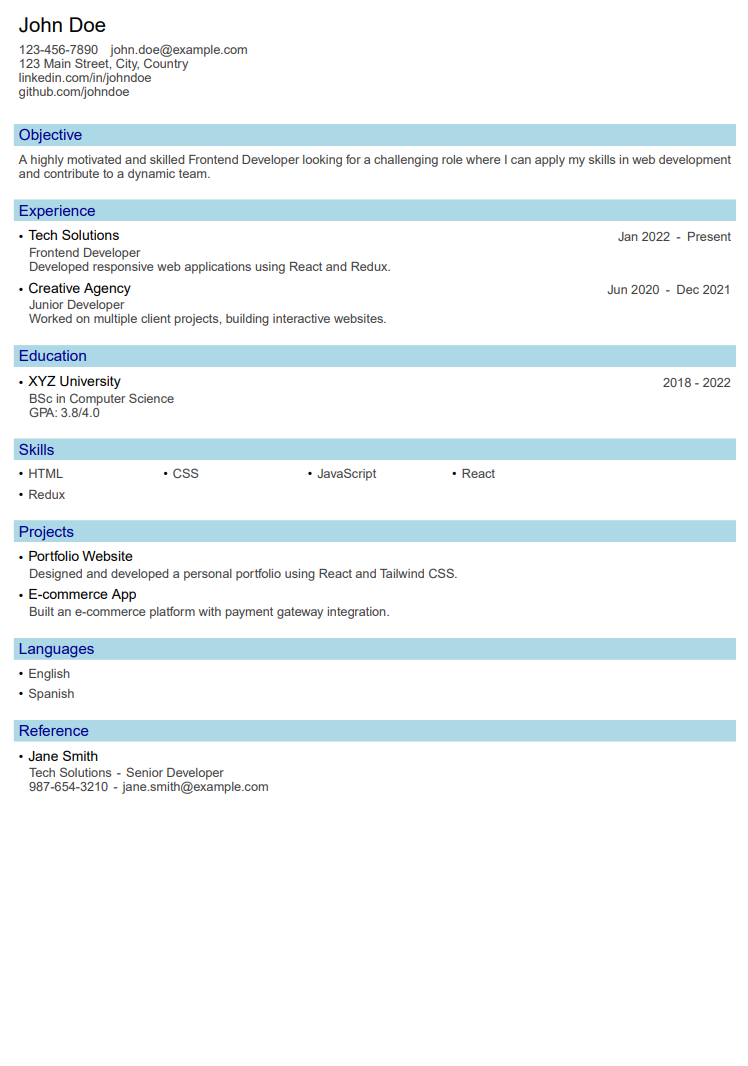 John Doe
123-456-7890 john.doe@example.com
123 Main Street, City, Country
linkedin.com/in/johndoe
github.com/johndoe
Objective
A highly motivated and skilled Frontend Developer looking for a challenging role where I can apply my skills in web development
and contribute to a dynamic team.
Experience
• Tech Solutions Jan 2022 - Present
Frontend Developer
Developed responsive web applications using React and Redux.
• Creative Agency Jun 2020 - Dec 2021
Junior Developer
Worked on multiple client projects, building interactive websites.
Education
• XYZ University 2018 - 2022
BSc in Computer Science
GPA: 3.8/4.0
Skills
• HTML • CSS • JavaScript • React
• Redux
Projects
• Portfolio Website
Designed and developed a personal portfolio using React and Tailwind CSS.
• E-commerce App
Built an e-commerce platform with payment gateway integration.
Languages
• English
• Spanish
Reference
• Jane Smith
Tech Solutions - Senior Developer
987-654-3210 - jane.smith@example.com